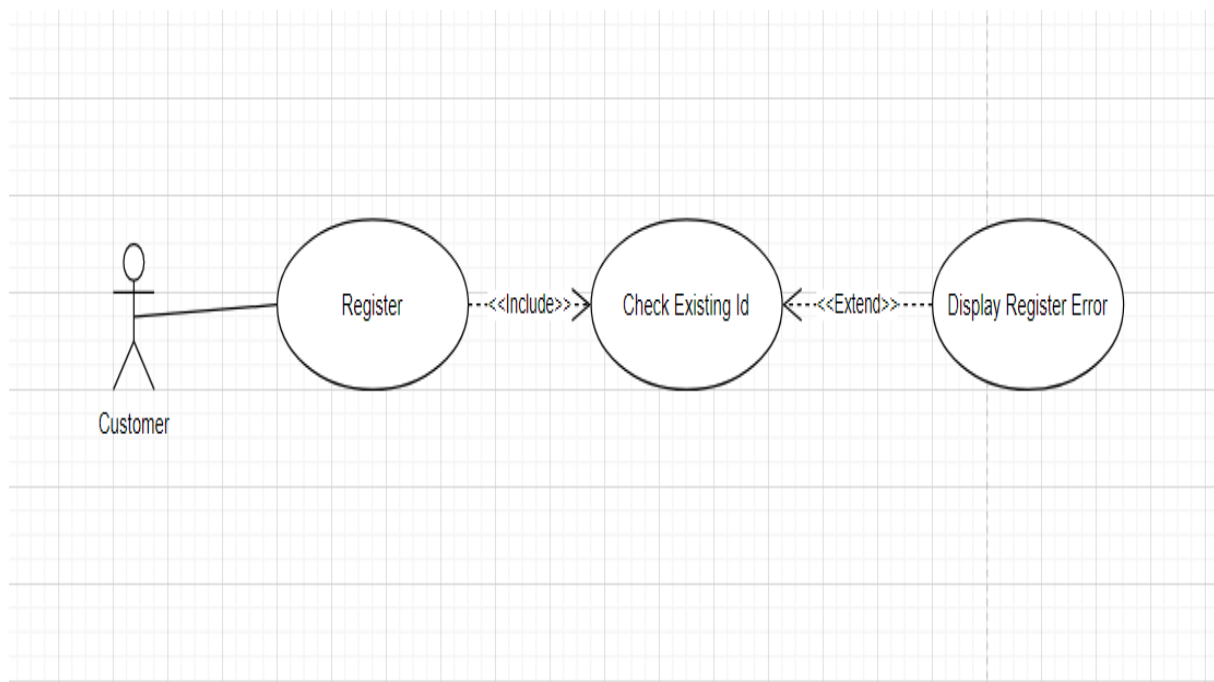 Register
<<Include>>
Check Existing Id
<<Extend>>
Display Register Error
Customer